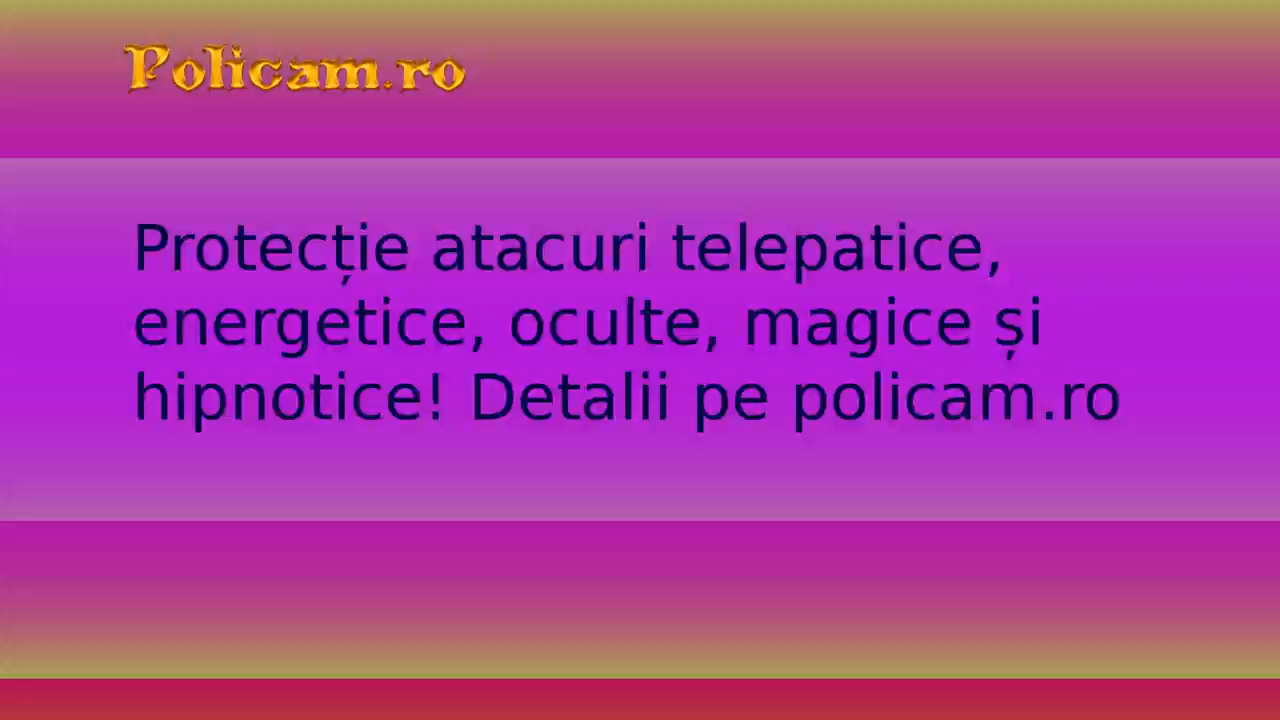 Policam.ro
Protecție atacuri telepatice,
energetice, oculte, magice și
hipnotice! Detalii pe policam.ro